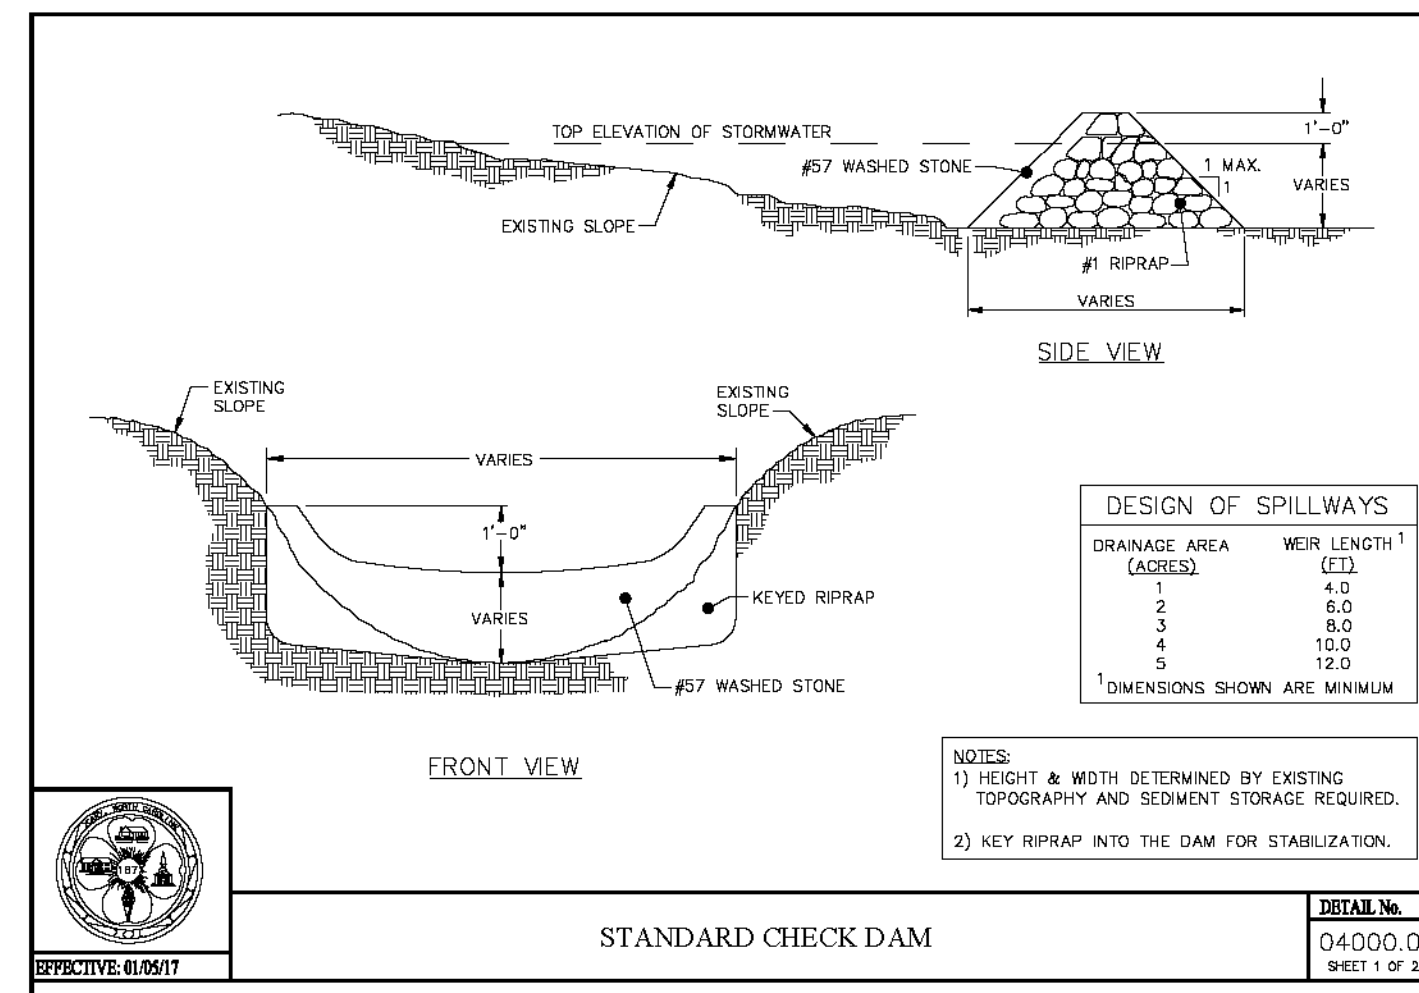 TOP ELEVATION OF STORMWATER
1'-0"
#57 WASHED STONE
1 MAX.
1
VARIES
EXISTING SLOPE
#1 RIPRAP
VARIES
SIDE VIEW
EXISTING
SLOPE
EXISTING
SLOPE
VARIES
1'-0"
VARIES
KEYED RIPRAP
#57 WASHED STONE
FRONT VIEW
DESIGN OF SPILLWAYS
DRAINAGE AREA WEIR LENGTH 1
(ACRES) (FT)
1 4.0
2 6.0
3 8.0
4 10.0
5 12.0
1 DIMENSIONS SHOWN ARE MINIMUM
NOTES:
1) HEIGHT & WIDTH DETERMINED BY EXISTING
TOPOGRAPHY AND SEDIMENT STORAGE REQUIRED.
2) KEY RIPRAP INTO THE DAM FOR STABILIZATION.
NORTH CAROLINA
187
EFFECTIVE: 01/05/17
STANDARD CHECK DAM
DETAIL No.
04000.0
SHEET 1 OF 2